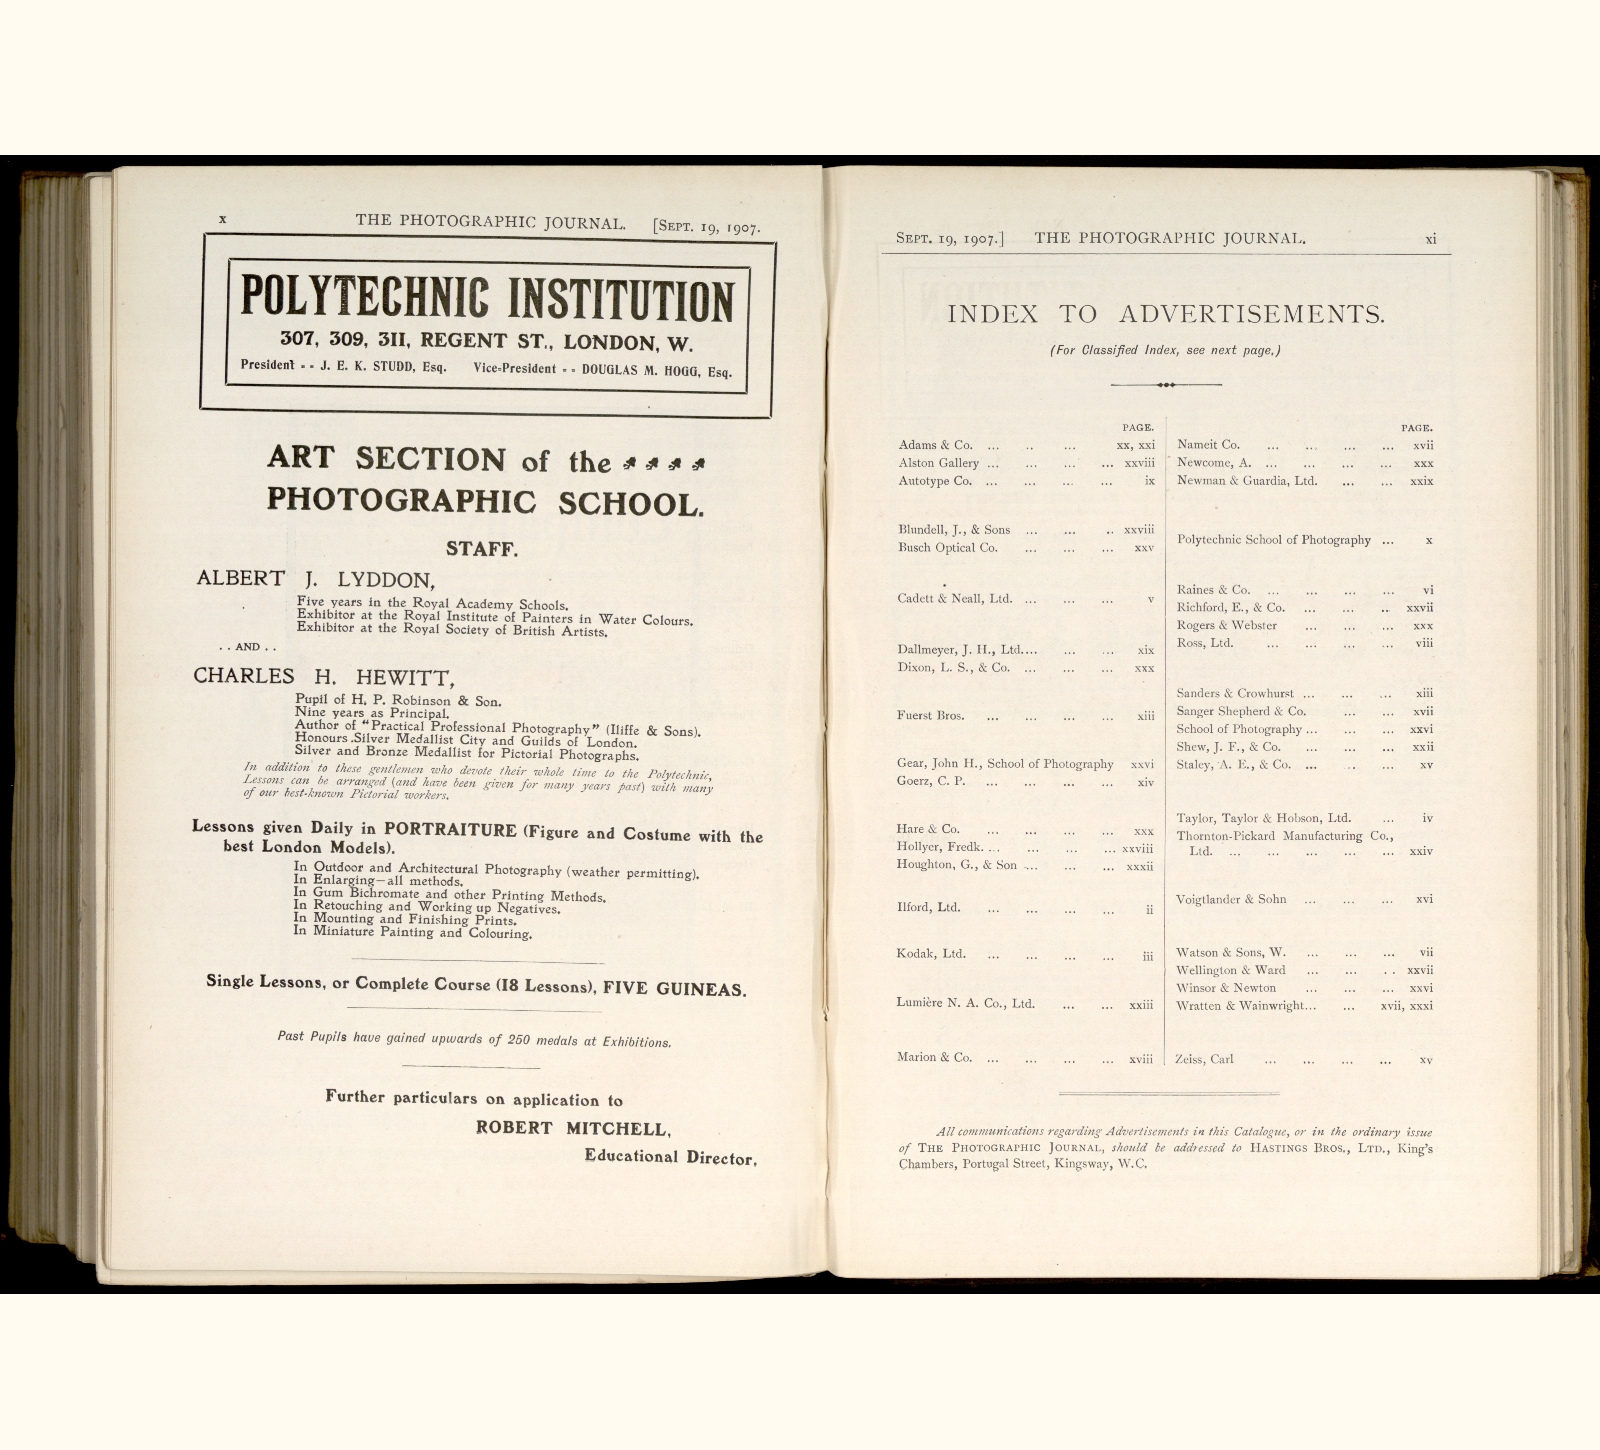 x THE PHOTOGRAPHIC JOURNAL. [SEPT. 19, 1907.
POLYTECHNIC INSTITUTION
307, 309, 311, REGENT ST., LONDON, W.
President - - J. E. K. STUDD, Esq. Vice-President - - DOUGLAS M. HOGG, Esq.
ART SECTION of the
PHOTOGRAPHIC SCHOOL.
STAFF.
ALBERT J. LYDDON,
Five years in the Royal Academy Schools.
Exhibitor at the Royal Institute of Painters in Water Colours.
Exhibitor at the Royal Society of British Artists.
. . AND . .
CHARLES H. HEWITT,
Pupil of H. P. Robinson & Son.
Nine years as Principal.
Author of "Practical Professional Photography" (Iliffe & Sons).
Honours Silver Medallist City and Guilds of London.
Silver and Bronze Medallist for Pictorial Photographs.
In addition to these gentlemen who devote their whole time to the Polytechnic,
Lessons can be arranged (and have been given for many years past) with many
of our best-known Pictorial workers.
Lessons given Daily in PORTRAITURE (Figure and Costume with the
best London Models).
In Outdoor and Architectural Photography (weather permitting).
In Enlarging—all methods.
In Gum Bichromate and other Printing Methods.
In Retouching and Working up Negatives.
In Mounting and Finishing Prints.
In Miniature Painting and Colouring.
Single Lessons, or Complete Course (18 Lessons), FIVE GUINEAS.
Past Pupils have gained upwards of 250 medals at Exhibitions.
Further particulars on application to
ROBERT MITCHELL,
Educational Director.
SEPT. 19, 1907.] THE PHOTOGRAPHIC JOURNAL. xi
INDEX TO ADVERTISEMENTS.
(For Classified Index, see next page.)
PAGE.
Adams & Co. ... .. ... xx, xxi
Alston Gallery ... ... ... ... xxviii
Autotype Co. ... ... ... ... ix
Blundell, J., & Sons ... ... .. xxviii
Busch Optical Co. ... ... ... xxv
Cadett & Neall, Ltd. ... ... ... v
Dallmeyer, J. H., Ltd.... ... ... xix
Dixon, L. S., & Co. ... ... ... xxx
Fuerst Bros. ... ... ... ... xiii
Gear, John H., School of Photography xxvi
Goerz, C. P. ... ... ... ... xiv
Hare & Co. ... ... ... ... xxx
Hollyer, Fredk. ... ... ... ... xxviii
Houghton, G., & Son ... ... ... xxxii
Ilford, Ltd. ... ... ... ... ii
Kodak, Ltd. ... ... ... ... iii
Lumière N. A. Co., Ltd. ... ... xxiii
Marion & Co. ... ... ... ... xviii
PAGE.
Nameit Co. ... ... ... ... xvii
Newcome, A. ... ... ... ... xxx
Newman & Guardia, Ltd. ... ... xxix
Polytechnic School of Photography ... x
Raines & Co. ... ... ... ... vi
Richford, E., & Co. ... ... .. xxvii
Rogers & Webster ... ... ... xxx
Ross, Ltd. ... ... ... ... viii
Sanders & Crowhurst ... ... ... xiii
Sanger Shepherd & Co. ... ... xvii
School of Photography ... ... ... xxvi
Shew, J. F., & Co. ... ... ... xxii
Staley, A. E., & Co. ... .. ... xv
Taylor, Taylor & Hobson, Ltd. ... iv
Thornton-Pickard Manufacturing Co.,
Ltd. ... ... ... ... ... xxiv
Voigtlander & Sohn ... ... ... xvi
Watson & Sons, W. ... ... ... vii
Wellington & Ward ... ... . . xxvii
Winsor & Newton ... ... ... xxvi
Wratten & Wainwright... ... xvii, xxxi
Zeiss, Carl ... ... ... ... xv
All communications regarding Advertisements in this Catalogue, or in the ordinary issue
of THE PHOTOGRAPHIC JOURNAL, should be addressed to HASTINGS BROS., LTD., King's
Chambers, Portugal Street, Kingsway, W.C.